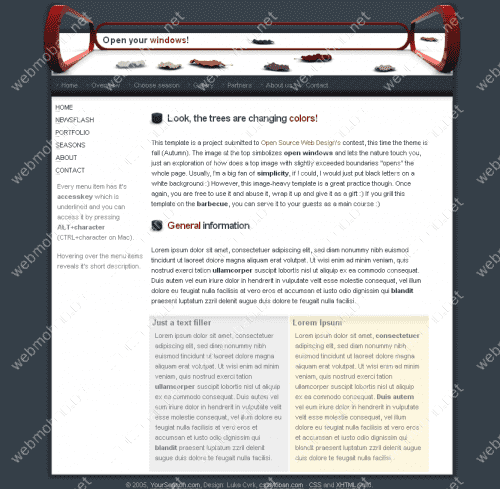 Open your windows!
Home Overview Choose season Gallery Partners About us Contact
HOME
NEWSFLASH
PORTFOLIO
SEASONS
ABOUT
CONTACT
Every menu item has it's
accesskey which is
underlined and you can
access it by pressing
ALT+character
(CTRL+character on Mac).
Hovering over the menu items
reveals it's short description.
Look, the trees are changing colors!
This template is a project submitted to Open Source Web Design's contest, this time the theme is
fall (Autumn). The image at the top simbolizes open windows and lets the nature touch you,
just an exploration of how does a top image with slightly exceeded boundaries "opens" the
whole page. Usually, I'm a big fan of simplicity, if I could, I would just put black letters on a
white background :) However, this image-heavy template is a great practice though. Once
again, you are free to use it and abuse it, wrap it up and give it as a gift. :) If you grill this
template on the barbecue, you can serve it to your guests as a main course :)
General information
Lorem ipsum dolor sit amet, consectetuer adipiscing elit, sed diam nonummy nibh
euismod tincidunt ut laoreet dolore magna aliquam erat volutpat. Ut wisi enim ad minim veniam, quis
nostrud exerci tation ullamcorper suscipit lobortis nisl ut aliquip ex ea commodo consequat.
Duis autem vel eum iriure dolor in hendrerit in vulputate velit esse molestie consequat, vel illum
dolore eu feugiat nulla facilisis at vero eros et accumsan et iusto odio dignissim qui blandit
praesent luptatum zzril delenit augue duis dolore te feugait nulla facilisi.
Just a text filler
Lorem ipsum dolor sit amet, consectetuer
adipiscing elit, sed diam nonummy nibh
euismod tincidunt ut laoreet dolore magna
aliquam erat volutpat. Ut wisi enim ad minim
veniam, quis nostrud exerci tation
ullamcorper suscipit lobortis nisl ut aliquip
ex ea commodo consequat. Duis autem vel
eum iriure dolor in hendrerit in vulputate velit
esse molestie consequat, vel illum dolore eu
feugiat nulla facilisis at vero eros et
accumsan et iusto odio dignissim qui
blandit praesent luptatum zzril delenit
augue duis dolore te feugait nulla facilisi.
Lorem ipsum
Lorem ipsum dolor sit amet, consectetuer
adipiscing elit, sed diam nonummy nibh
euismod tincidunt ut laoreet dolore magna
aliquam erat volutpat. Ut wisi enim ad minim
veniam, quis nostrud exerci tation
ullamcorper suscipit lobortis nisl ut aliquip
ex ea commodo consequat. Duis autem
vel eum iriure dolor in hendrerit in vulputate
velit esse molestie consequat, vel illum
dolore eu feugiat nulla facilisis at vero eros
et accumsan et iusto odio dignissim qui
blandit praesent luptatum zzril delenit
augue duis dolore te feugait nulla facilisi.
© 2005, YourSearch.com, Design: Luka Cvrk, CSS and XHTML